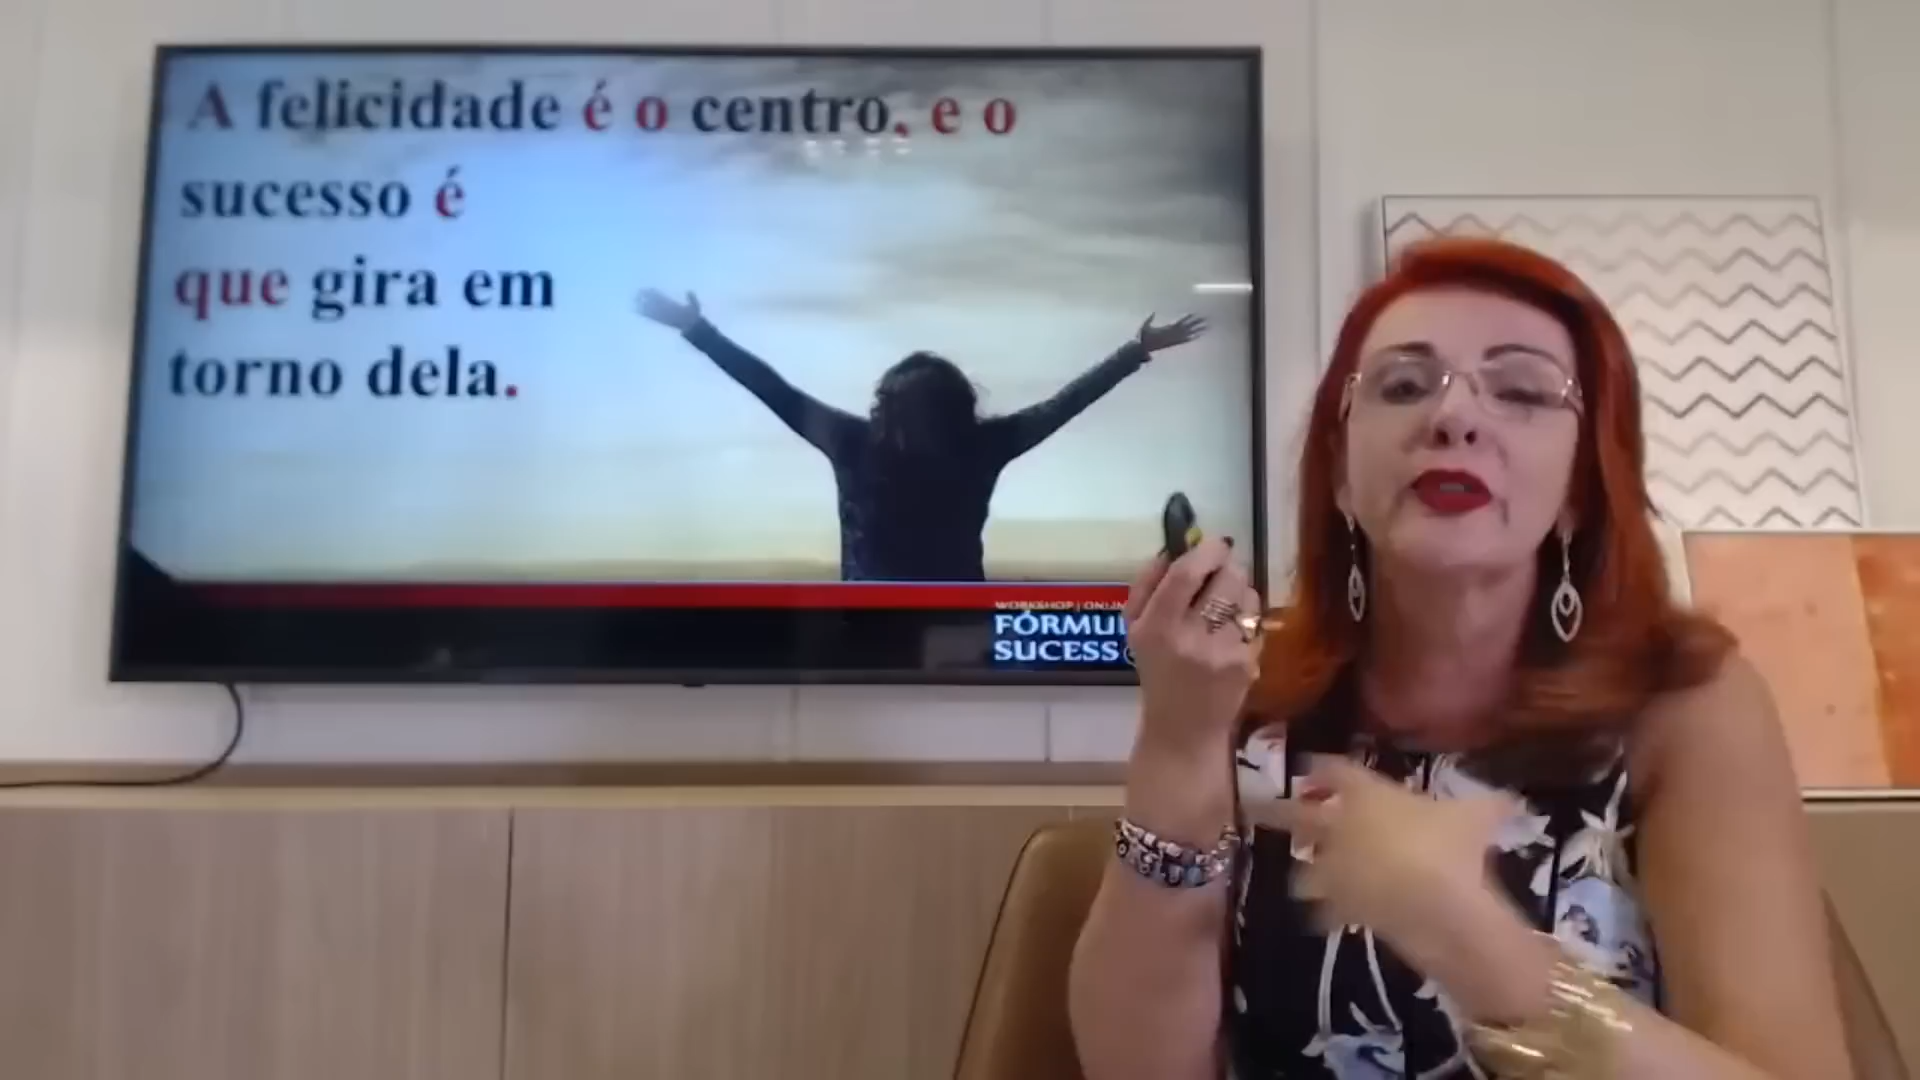 A felicidade é o centro, e o
sucesso é
que gira em
torno dela.
WORKSHOP | ONLIN
FÓRMUL
SUCESS